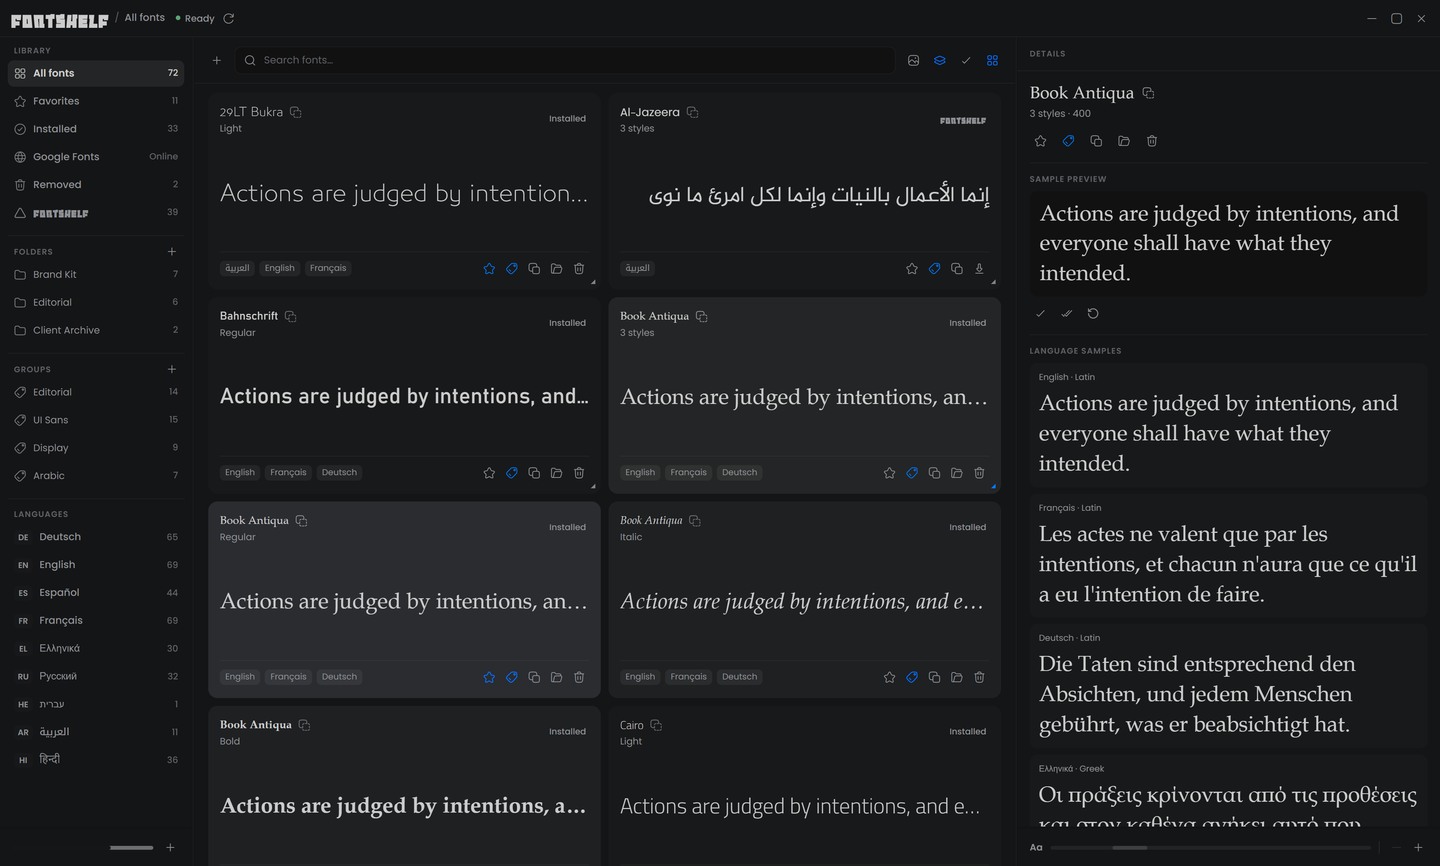 FONTSHELF / All fonts Ready
LIBRARY
All fonts 72
Favorites 11
Installed 33
Google Fonts Online
Removed 2
FONTSHELF 39
FOLDERS
Brand Kit 7
Editorial 6
Client Archive 2
GROUPS
Editorial 14
UI Sans 15
Display 9
Arabic 7
LANGUAGES
DE Deutsch 65
EN English 69
ES Español 44
FR Français 69
EL Ελληνικά 30
RU Русский 32
HE עברית 1
AR العربية 11
HI हिन्दी 36
Search fonts...
29LT Bukra
Light
Installed
Actions are judged by intention...
العربية English Français
Al-Jazeera
3 styles
FONTSHELF
إنما الأعمال بالنيات وإنما لكل امرئ ما نوى
العربية
Bahnschrift
Regular
Installed
Actions are judged by intentions, and...
English Français Deutsch
Book Antiqua
3 styles
Installed
Actions are judged by intentions, an...
English Français Deutsch
Book Antiqua
Regular
Installed
Actions are judged by intentions, an...
English Français Deutsch
Book Antiqua
Italic
Installed
Actions are judged by intentions, and e...
English Français Deutsch
Book Antiqua
Bold
Installed
Actions are judged by intentions, a...
Cairo
Light
Installed
Actions are judged by intentions, and e...
DETAILS
Book Antiqua
3 styles · 400
SAMPLE PREVIEW
Actions are judged by intentions, and
everyone shall have what they
intended.
LANGUAGE SAMPLES
English · Latin
Actions are judged by intentions, and
everyone shall have what they
intended.
Français · Latin
Les actes ne valent que par les
intentions, et chacun n'aura que ce qu'il
a eu l'intention de faire.
Deutsch · Latin
Die Taten sind entsprechend den
Absichten, und jedem Menschen
gebührt, was er beabsichtigt hat.
Ελληνικά · Greek
Οι πράξεις κρίνονται από τις προθέσεις
και στον καθένα ανήκει αυτό που
Aa